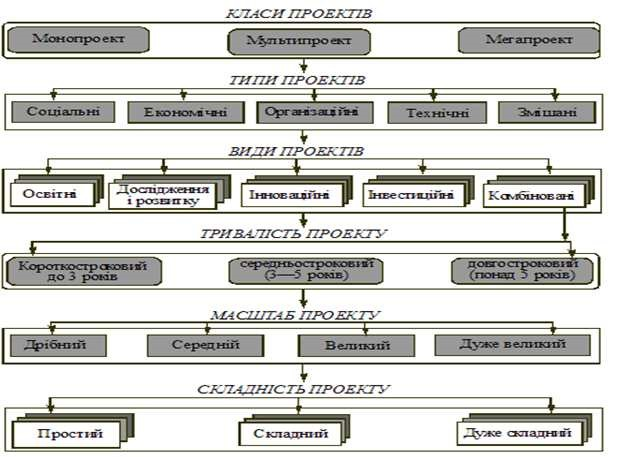 КЛАСИ ПРОЕКТІВ
Монопроект Мультипроект Мегапроект
ТИПИ ПРОЕКТІВ
Соціальні Економічні Організаційні Технічні Змішані
ВИДИ ПРОЕКТІВ
Освітні Дослідження Інноваційні Інвестиційні Комбіновані
і розвитку
ТРИВАЛІСТЬ ПРОЕКТУ
Короткостроковий середньостроковий довгостроковий
до 3 років (3—5 років) (понад 5 років)
МАСШТАБ ПРОЕКТУ
Дрібний Середній Великий Дуже великий
СКЛАДНІСТЬ ПРОЕКТУ
Простий Складний Дуже складний